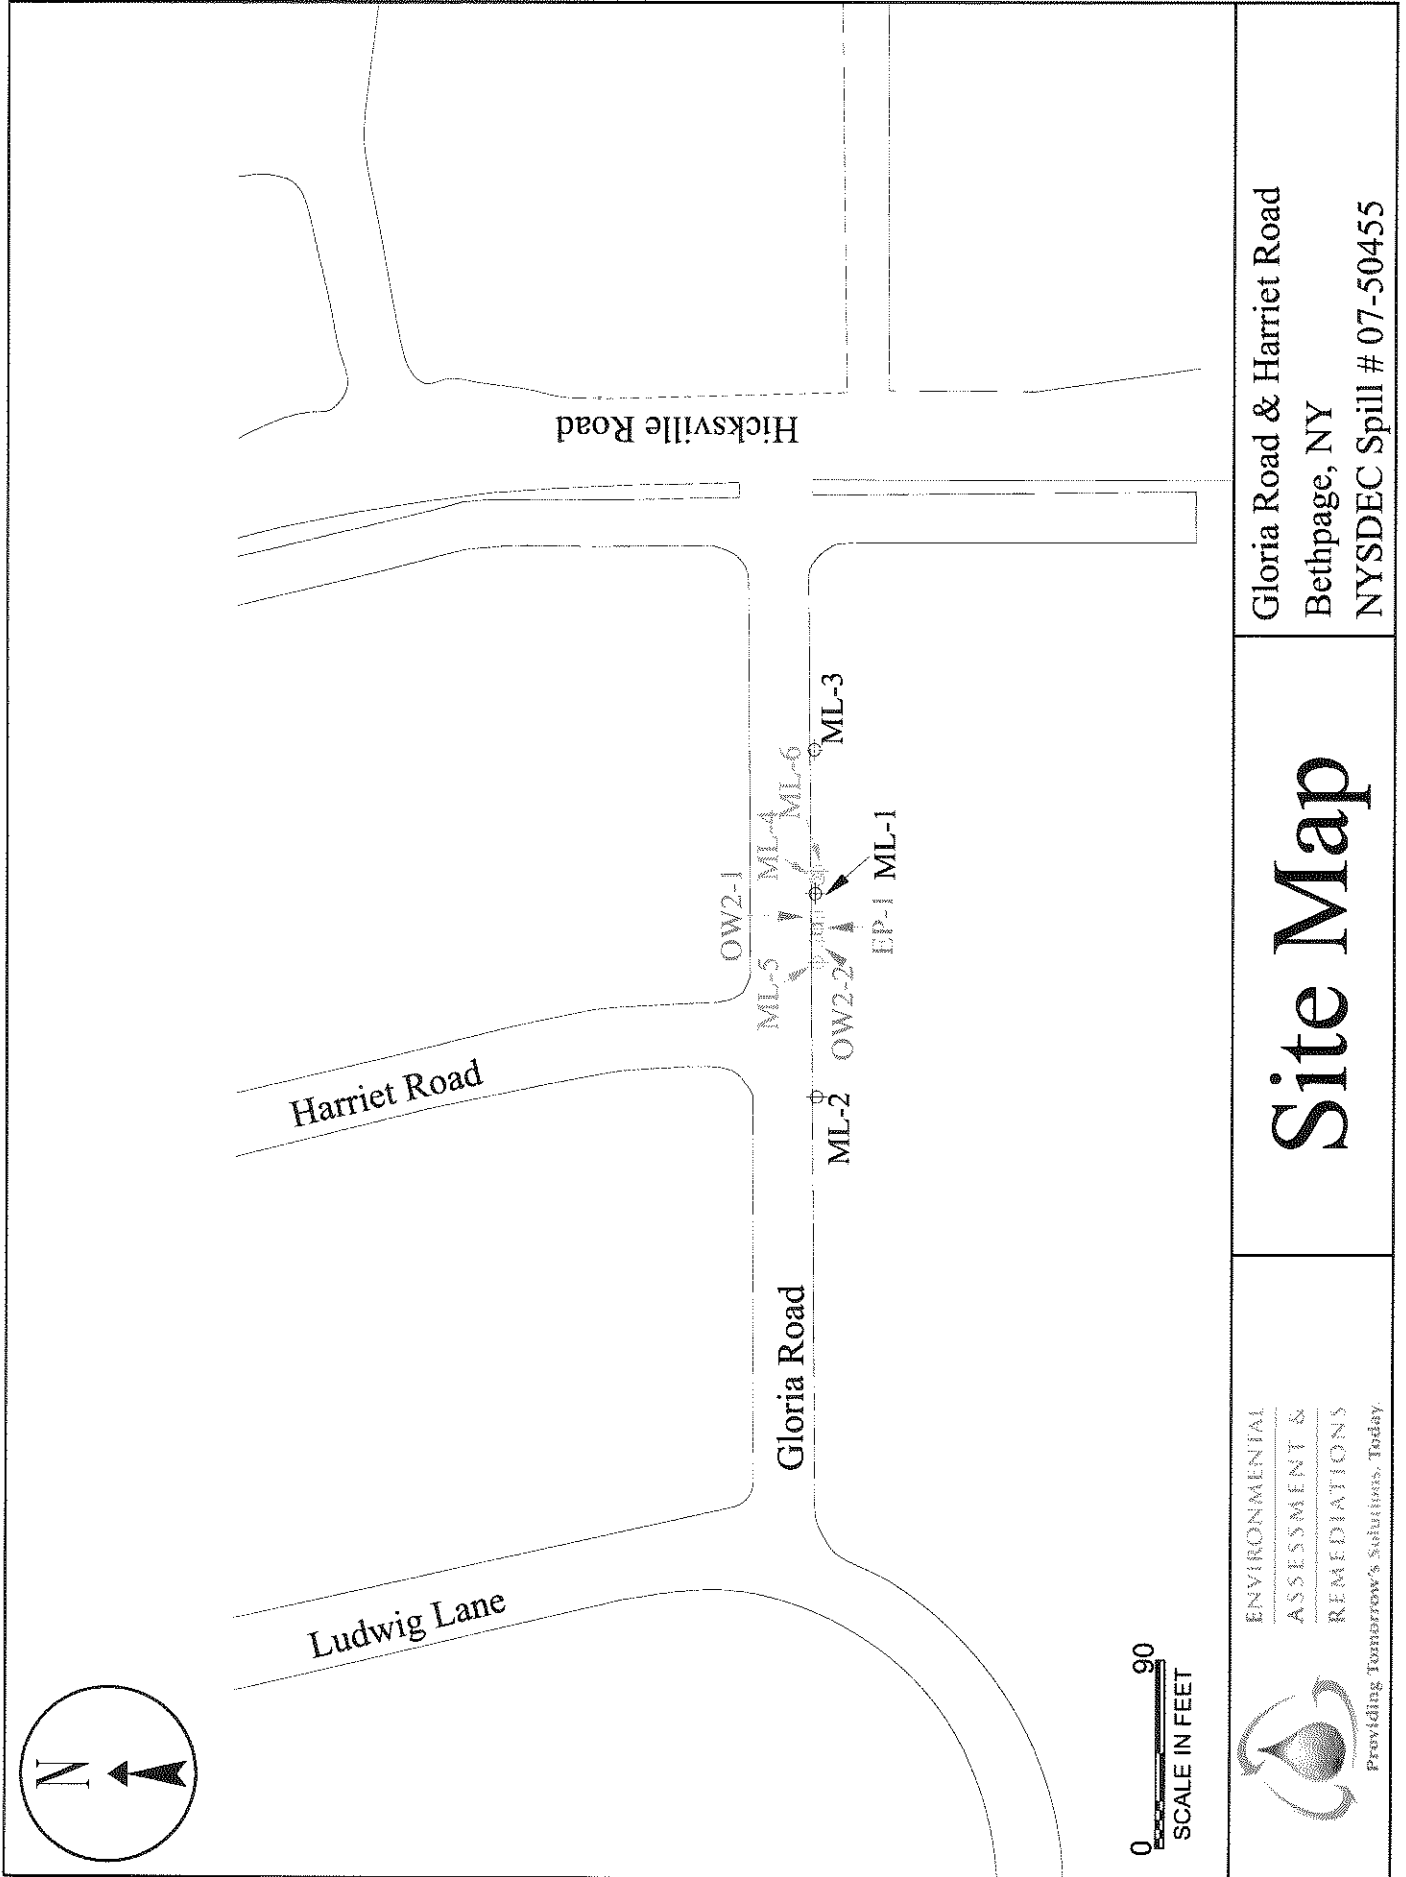 N
Ludwig Lane
Harriet Road
Hicksville Road
Gloria Road
OW2-1
ML-5
ML-4
ML-6
ML-2
OW2-2
EP-1
ML-1
ML-3
0 90
SCALE IN FEET
ENVIRONMENTAL
ASSESSMENT &
REMEDIATIONS
Providing Tomorrow's Solutions, Today.
Site Map
Gloria Road & Harriet Road
Bethpage, NY
NYSDEC Spill # 07-50455